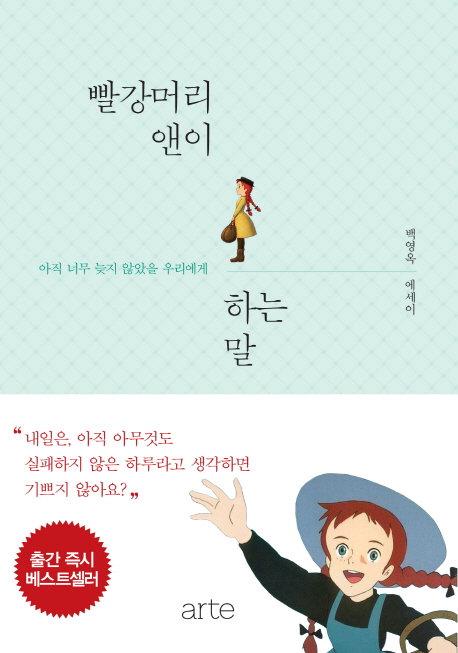 빨강머리
앤이
아직 너무 늦지 않았을 우리에게
하는
말
백영옥 에세이
“내일은, 아직 아무것도
실패하지 않은 하루라고 생각하면
기쁘지 않아요?”
출간 즉시
베스트셀러
arte